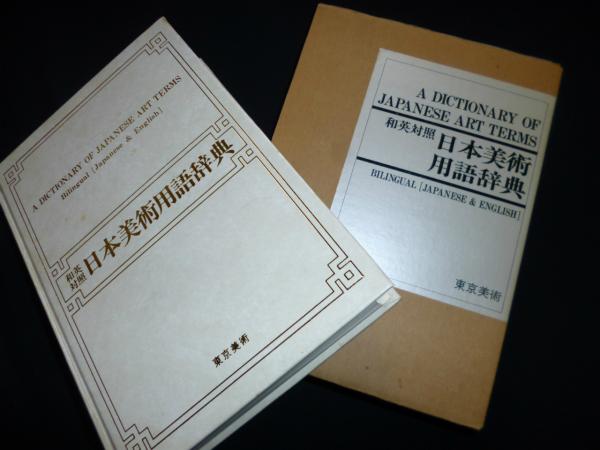 A DICTIONARY OF JAPANESE ART TERMS
Bilingual [Japanese & English]
和英
対照
日本美術用語辞典
東京美術
A DICTIONARY OF
JAPANESE ART TERMS
和英対照
日本美術
用語辞典
BILINGUAL [JAPANESE & ENGLISH]
東京美術